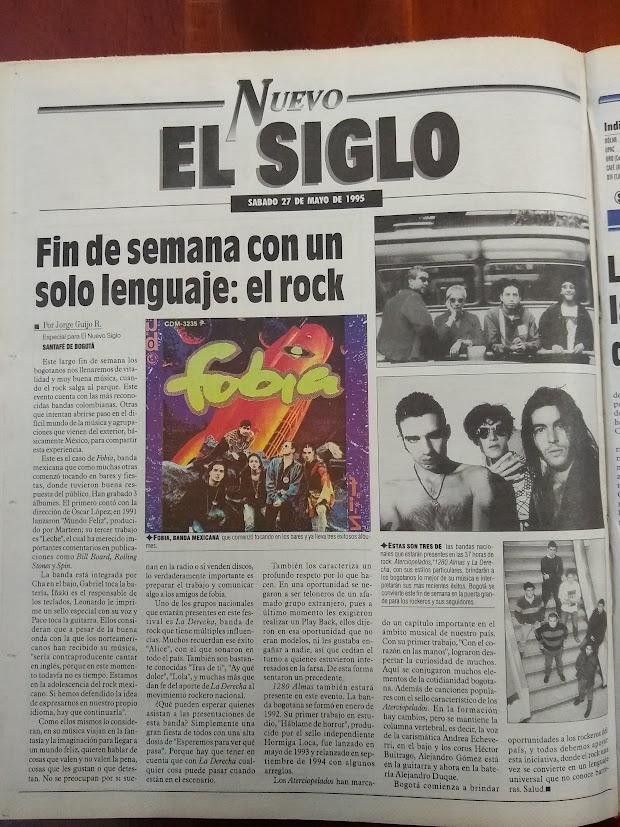 NUEVO
EL SIGLO
SABADO 27 DE MAYO DE 1995
Fin de semana con un
solo lenguaje: el rock
■ Por Jorge Guijo R.
Especial para El Nuevo Siglo
SANTAFE DE BOGOTÁ
Este largo fin de semana los
bogotanos nos llenaremos de vita-
lidad y muy buena música, cuan-
do el rock salga al parque. Este
evento cuenta con las más recono-
cidas bandas colombianas. Otras
que intentan abrirse paso en el di-
fícil mundo de la música y agrupa-
ciones que vienen del exterior, bá-
sicamente México, para compartir
esta experiencia.
Este es el caso de Fobia, banda
mexicana que como muchas otras
comenzó tocando en bares y fies-
tas, donde tuvieron buena res-
puesta del público. Han grabado 3
álbumes. El primero contó con la
dirección de Oscar López; en 1991
lanzaron "Mundo Feliz", produci-
do por Marteen; su tercer trabajo
es "Leche", el cual ha merecido im-
portantes comentarios en publica-
ciones como Bill Board, Rolling
Stones y Spin.
La banda está integrada por
Cha en el bajo, Gabriel toca la ba-
tería, Iñaki es el responsable de
los teclados, Leonardo le imprime
un sello especial con su voz y
Paco toca la guitarra. Ellos consi-
deran que a pesar de la buena
onda con la que los norteameri-
canos han recibido su música,
"sería contraproducente cantar
en inglés, porque en este momen-
to todavía no es tiempo. Estamos
en la adolescencia del rock mexi-
cano. Si hemos defendido la idea
de expresarnos en nuestro propio
idioma, hay que continuarla".
Como ellos mismos lo conside-
ran, en su música viajan en la fan-
tasía y la imaginación para llegar a
un mundo feliz, quieren hablar de
cosas que valen y no valen la pena,
cosas que les gustan o que detes-
tan. No se preocupan por si sue-
CDM-3235
fobia
✦ FOBIA, BANDA MEXICANA que comenzó tocando en los bares y ya lleva tres exitosos álbu-
mes.
nan en la radio o si venden discos,
lo verdaderamente importante es
preparar el trabajo y comunicar
algo a los amigos de fobia.
Uno de los grupos nacionales
que estarán presentes en este fes-
tival es La Derecha, banda de
rock que tiene múltiples influen-
cias. Muchos recuerdan ese éxito
"Alice", con el que sonaron en
todo el país. También son bastan-
te conocidas "Tras de ti", "Ay qué
dolor", "Lola", y muchas más que
dan fe del aporte de La Derecha al
movimiento rockero nacional.
¿Qué pueden esperar quienes
asistan a las presentaciones de
esta banda? Simplemente una
gran fiesta de todos con una alta
dosis de "Esperemos para ver qué
pasa". Porque hay que tener en
cuenta que con La Derecha cual-
quier cosa puede pasar cuando
están en el escenario.
También los caracteriza un
profundo respeto por lo que ha-
cen. En una oportunidad se nega-
ron a ser teloneros de un afa-
mado grupo extranjero, pues a
último momento les exigieron
realizar un Play Back, ellos dije-
ron en esa oportunidad que no
eran modelos, ni les gustaba en-
gañar a nadie, así que cedían el
turno a quienes estuvieron intere-
sados en la farsa. De esta forma
sentaron un precedente.
1280 Almas también estará
presente en este evento. La ban-
da bogotana se formó en enero de
1992. Su primer trabajo en estu-
dio, "Háblame de horror", produ-
cido por el sello independiente
Hormiga Loca, fue lanzado en
mayo de 1993 y relanzado en sep-
tiembre de 1994 con algunos
arreglos.
Los Aterciopelados han marca-
✦ ESTAS SON TRES DE las bandas nacio-
nales que estarán presentes en las 37 horas de
rock: Aterciopelados, "1280 Almas y La Dere-
cha, con sus estilos particulares, brindarán a
los bogotanos lo mejor de su música e interpre-
tarán sus más recientes éxitos. Bogotá se
convierte este fin de semana en la puerta gran-
de para los rockeros y sus seguidores.
do un capítulo importante en el
ámbito musical de nuestro país.
Con su primer trabajo, "Con el co-
razón en las manos", lograron des-
pertar la curiosidad de muchos.
Aquí se conjugaron muchos ele-
mentos de la cotidianidad bogota-
na. Además de canciones popula-
res con el sello característico de los
Aterciopelados. En la formación
hay cambios, pero se mantiene la
columna vertebral, es decir, la voz
de la carismática Andrea Echeve-
rri, en el bajo y los coros Héctor
Buitrago, Alejandro Gómez está
en la guitarra y ahora en la bate-
ría Alejandro Duque.
Bogotá comienza a brindar
oportunidades a los rockeros del
país, y todos debemos apoyar
esta iniciativa, donde el rock una
vez se convierte en un lenguaje
universal que no conoce barre-
ras. Salud.■
Indi